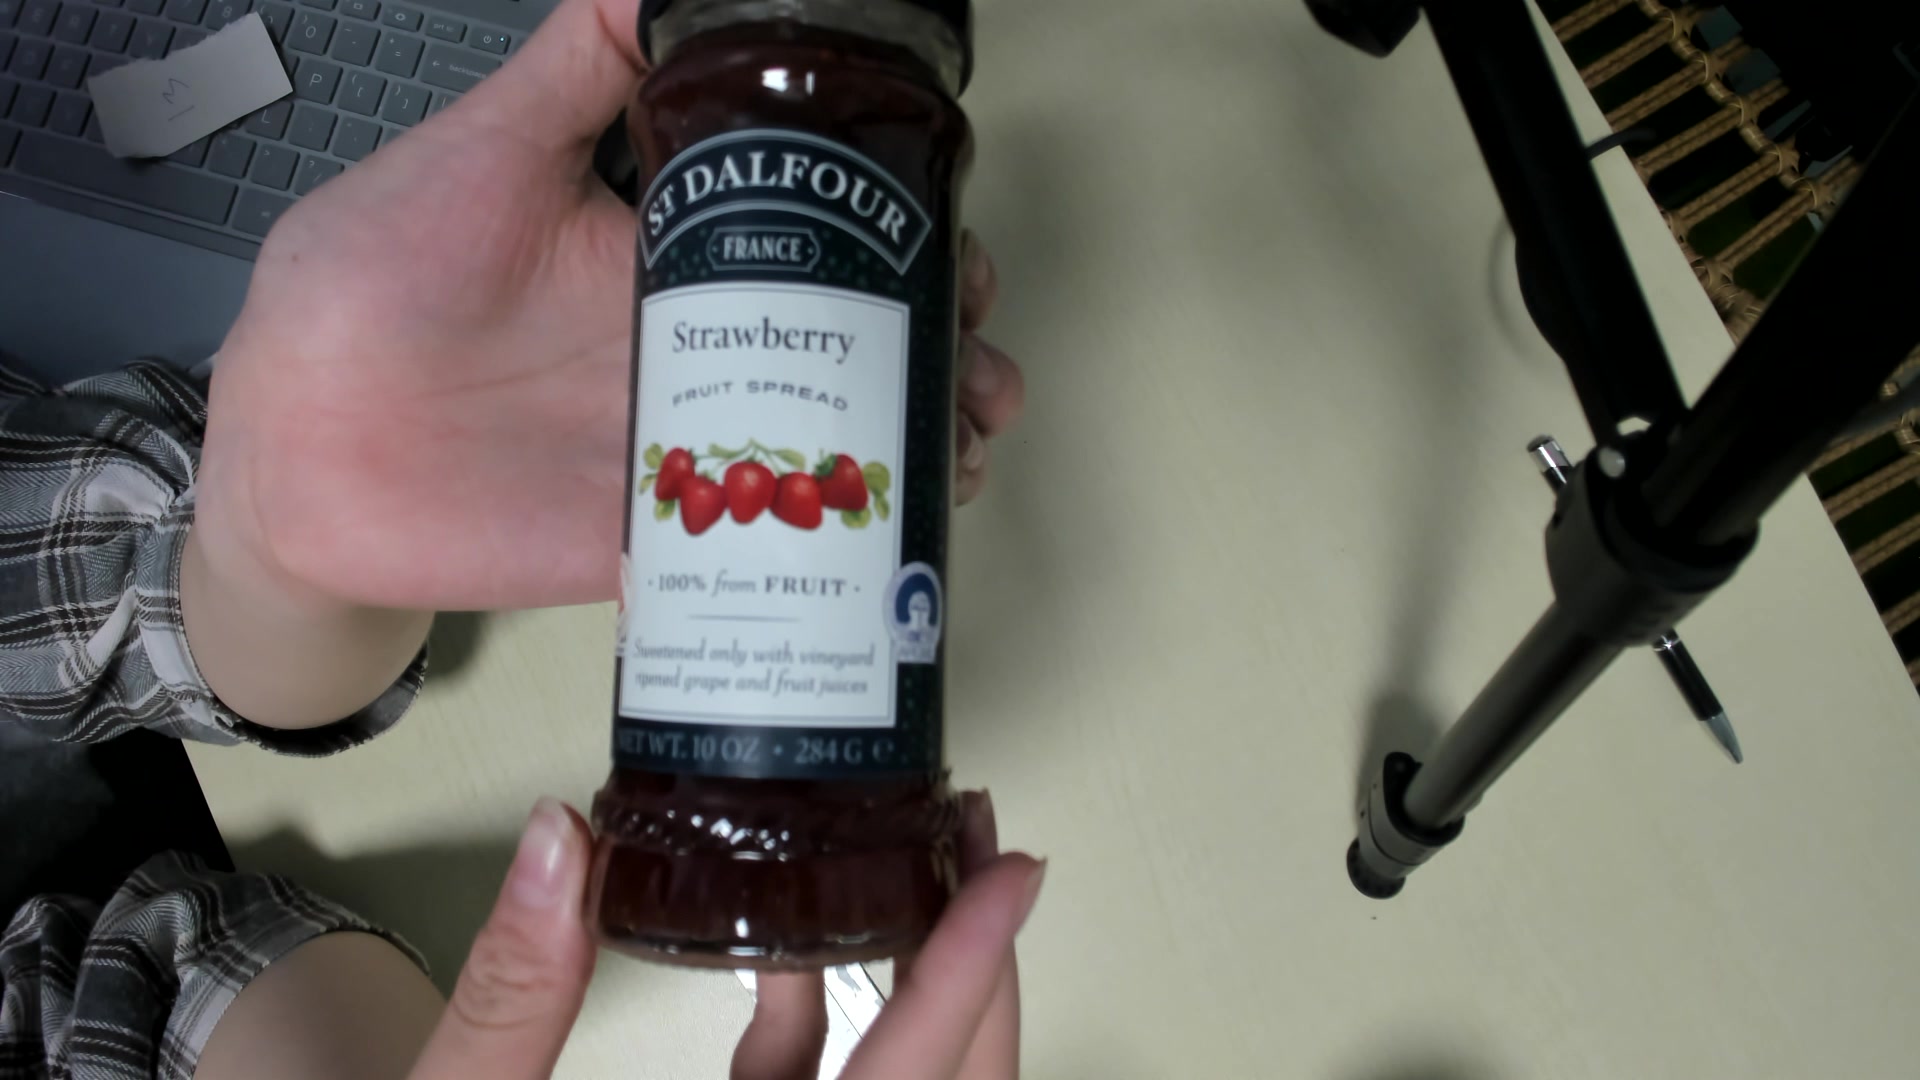 ST DALFOUR
FRANCE
Strawberry
FRUIT SPREAD
· 100% from FRUIT ·
Sweetened only with vineyard
ripened grape and fruit juices
NET WT. 10 OZ • 284 G ℮